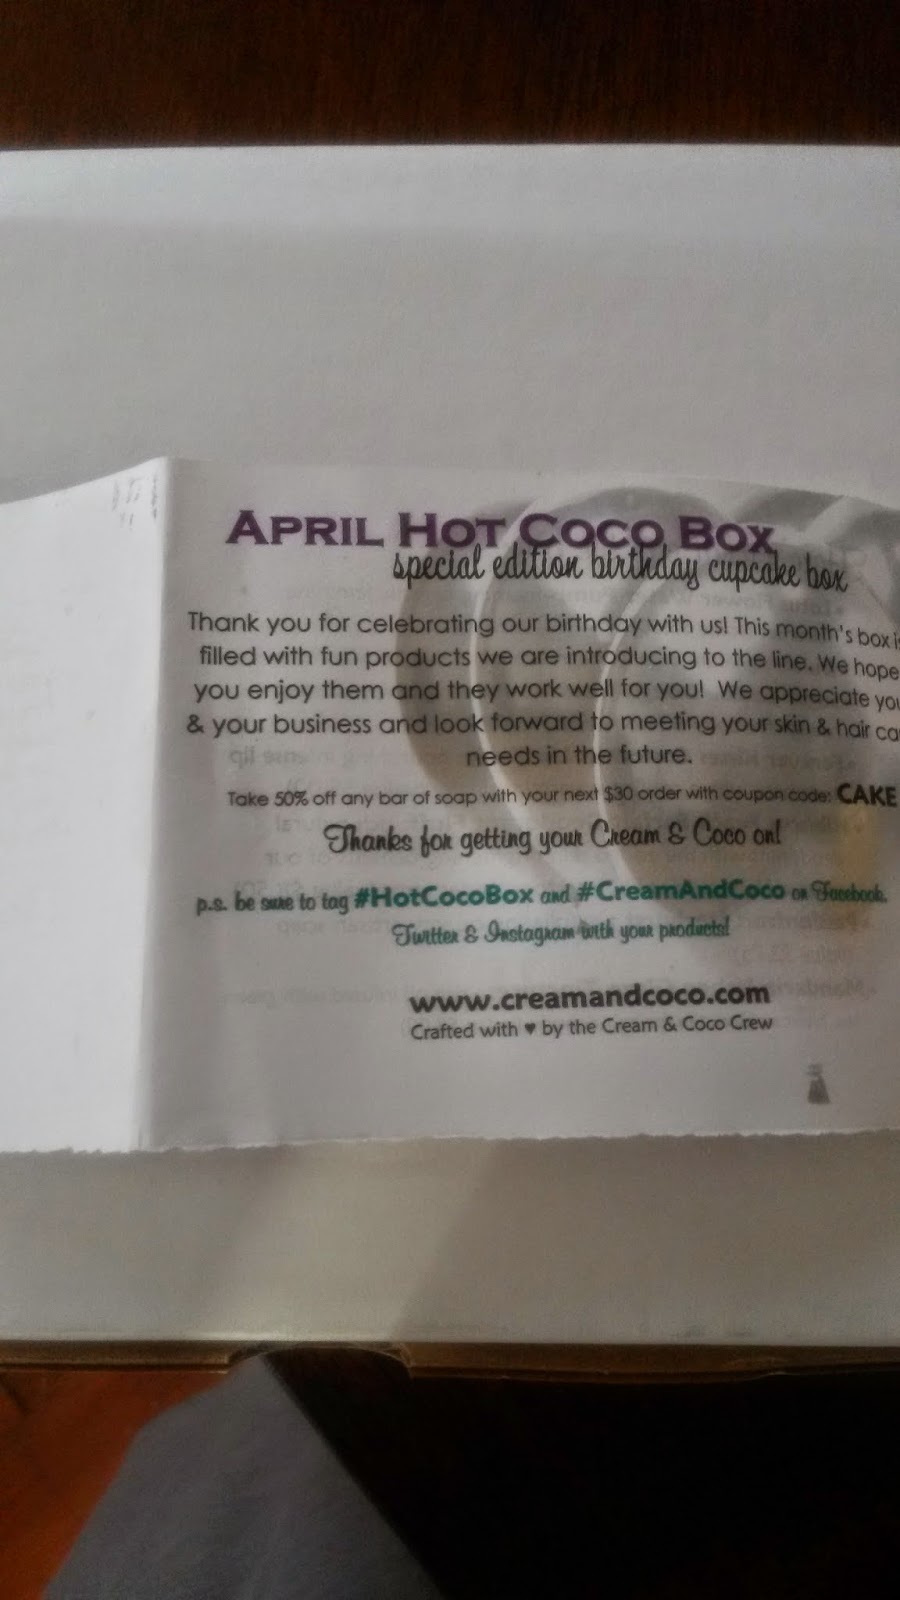 APRIL HOT COCO BOX
special edition birthday cupcake box
Thank you for celebrating our birthday with us! This month's box i
filled with fun products we are introducing to the line. We hope
you enjoy them and they work well for you! We appreciate you
& your business and look forward to meeting your skin & hair ca
needs in the future.
Take 50% off any bar of soap with your next $30 order with coupon code: CAKE
Thanks for getting your Cream & Coco on!
p.s. be sure to tag #HotCocoBox and #CreamAndCoco on Facebook,
Twitter & Instagram with your products!
www.creamandcoco.com
Crafted with ♥ by the Cream & Coco Crew